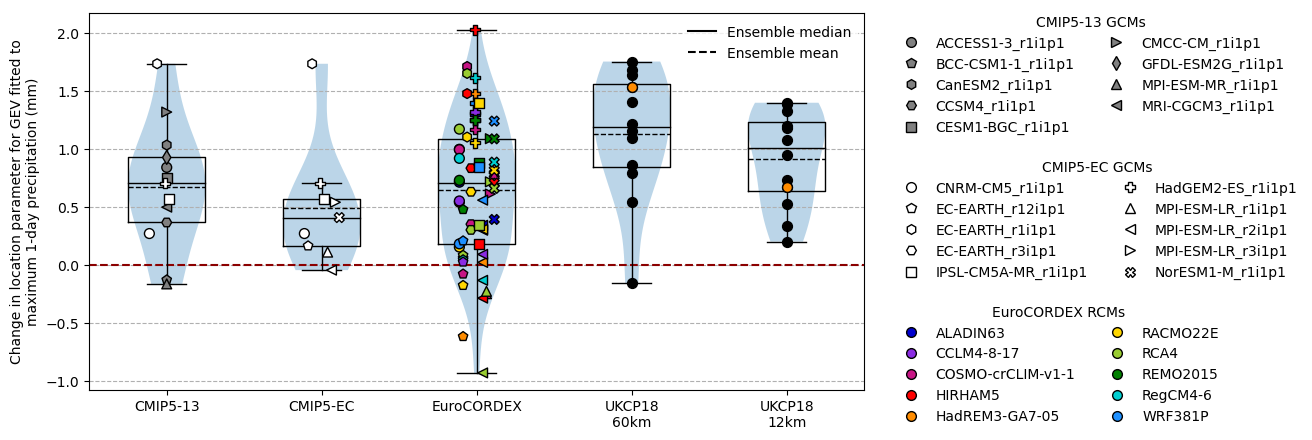 Change in location parameter for GEV fitted to
maximum 1-day precipitation (mm)
2.0
1.5
1.0
0.5
0.0
−0.5
−1.0
Ensemble median
Ensemble mean
CMIP5-13
CMIP5-EC
EuroCORDEX
UKCP18
60km
UKCP18
12km
CMIP5-13 GCMs
ACCESS1-3_r1i1p1
BCC-CSM1-1_r1i1p1
CanESM2_r1i1p1
CCSM4_r1i1p1
CESM1-BGC_r1i1p1
CMCC-CM_r1i1p1
GFDL-ESM2G_r1i1p1
MPI-ESM-MR_r1i1p1
MRI-CGCM3_r1i1p1
CMIP5-EC GCMs
CNRM-CM5_r1i1p1
EC-EARTH_r12i1p1
EC-EARTH_r1i1p1
EC-EARTH_r3i1p1
IPSL-CM5A-MR_r1i1p1
HadGEM2-ES_r1i1p1
MPI-ESM-LR_r1i1p1
MPI-ESM-LR_r2i1p1
MPI-ESM-LR_r3i1p1
NorESM1-M_r1i1p1
EuroCORDEX RCMs
ALADIN63
CCLM4-8-17
COSMO-crCLIM-v1-1
HIRHAM5
HadREM3-GA7-05
RACMO22E
RCA4
REMO2015
RegCM4-6
WRF381P